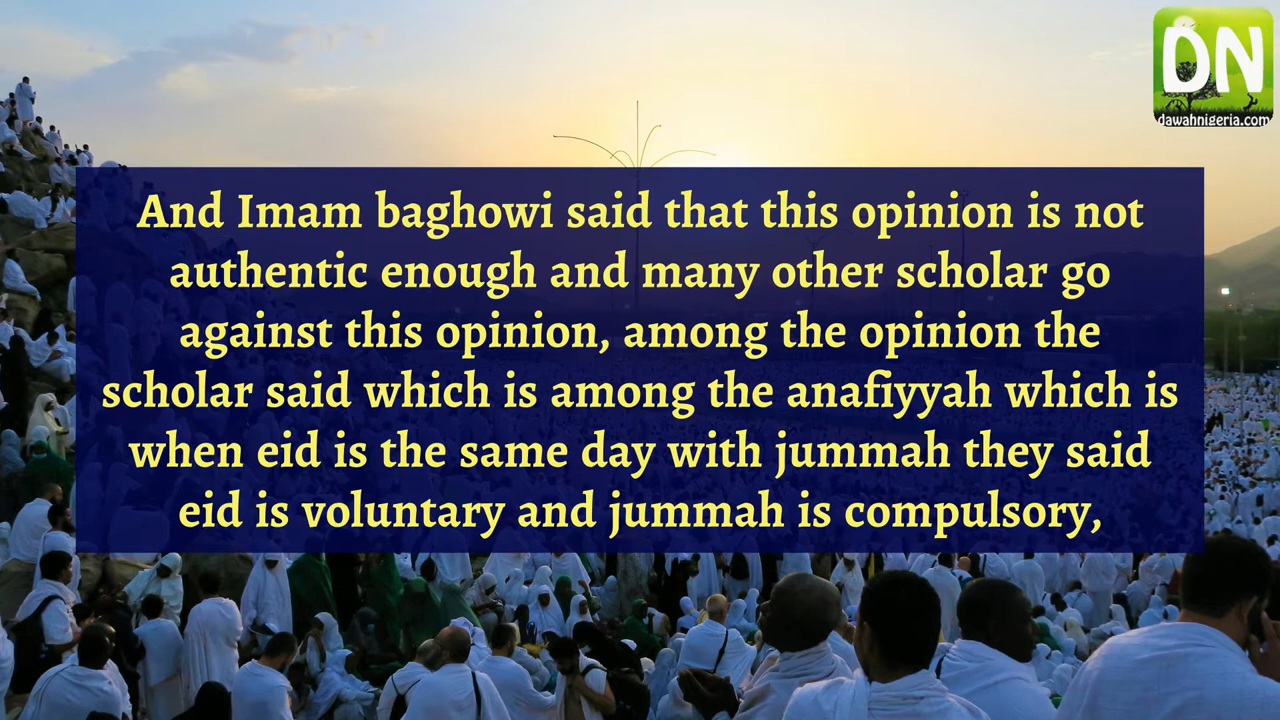 DN
dawahnigeria.com
And Imam baghowi said that this opinion is not
authentic enough and many other scholar go
against this opinion, among the opinion the
scholar said which is among the anafiyyah which is
when eid is the same day with jummah they said
eid is voluntary and jummah is compulsory,